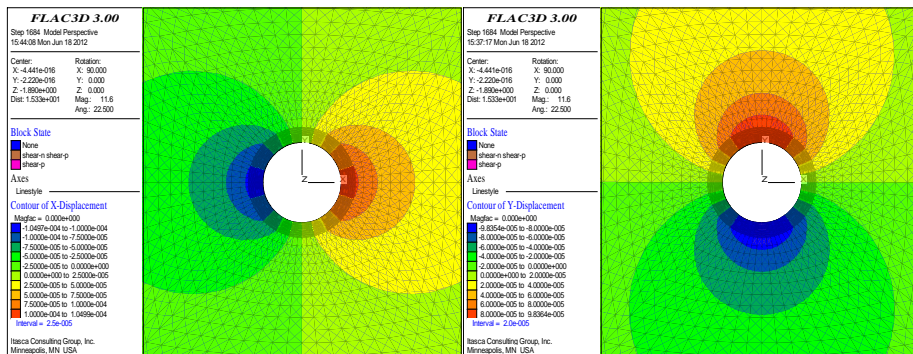 FLAC3D 3.00
Step 1684 Model Perspective
15:44:08 Mon Jun 18 2012
Center:
X: -4.441e-016
Y: -2.220e-016
Z: -1.890e+000
Dist: 1.533e+001
Rotation:
X: 90.000
Y: 0.000
Z: 0.000
Mag.: 11.6
Ang.: 22.500
Block State
None
shear-n shear-p
shear-p
Axes
Linestyle
Contour of X-Displacement
Magfac = 0.000e+000
-1.0497e-004 to -1.0000e-004
-1.0000e-004 to -7.5000e-005
-7.5000e-005 to -5.0000e-005
-5.0000e-005 to -2.5000e-005
-2.5000e-005 to 0.0000e+000
0.0000e+000 to 2.5000e-005
2.5000e-005 to 5.0000e-005
5.0000e-005 to 7.5000e-005
7.5000e-005 to 1.0000e-004
1.0000e-004 to 1.0499e-004
Interval = 2.5e-005
Itasca Consulting Group, Inc.
Minneapolis, MN USA
Y
X
Z
FLAC3D 3.00
Step 1684 Model Perspective
15:37:17 Mon Jun 18 2012
Center:
X: -4.441e-016
Y: -2.220e-016
Z: -1.890e+000
Dist: 1.533e+001
Rotation:
X: 90.000
Y: 0.000
Z: 0.000
Mag.: 11.6
Ang.: 22.500
Block State
None
shear-n shear-p
shear-p
Axes
Linestyle
Contour of Y-Displacement
Magfac = 0.000e+000
-9.8354e-005 to -8.0000e-005
-8.0000e-005 to -6.0000e-005
-6.0000e-005 to -4.0000e-005
-4.0000e-005 to -2.0000e-005
-2.0000e-005 to 0.0000e+000
0.0000e+000 to 2.0000e-005
2.0000e-005 to 4.0000e-005
4.0000e-005 to 6.0000e-005
6.0000e-005 to 8.0000e-005
8.0000e-005 to 9.8364e-005
Interval = 2.0e-005
Itasca Consulting Group, Inc.
Minneapolis, MN USA
Y
X
Z